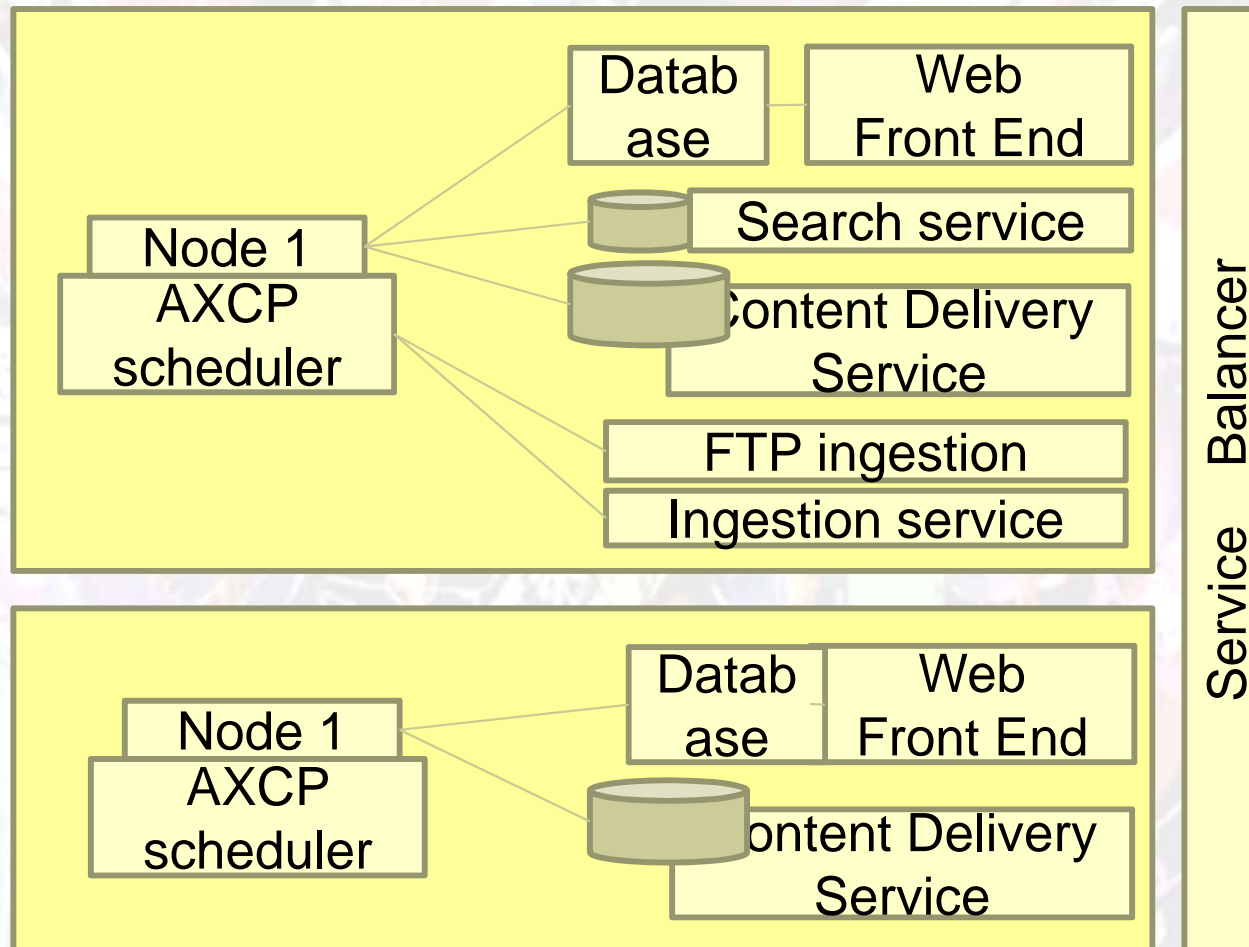 Datab
ase
Web
Front End
Search service
Node 1
AXCP
scheduler
Content Delivery
Service
FTP ingestion
Ingestion service
Datab
ase
Web
Front End
Node 1
AXCP
scheduler
ontent Delivery
Service
Service Balancer